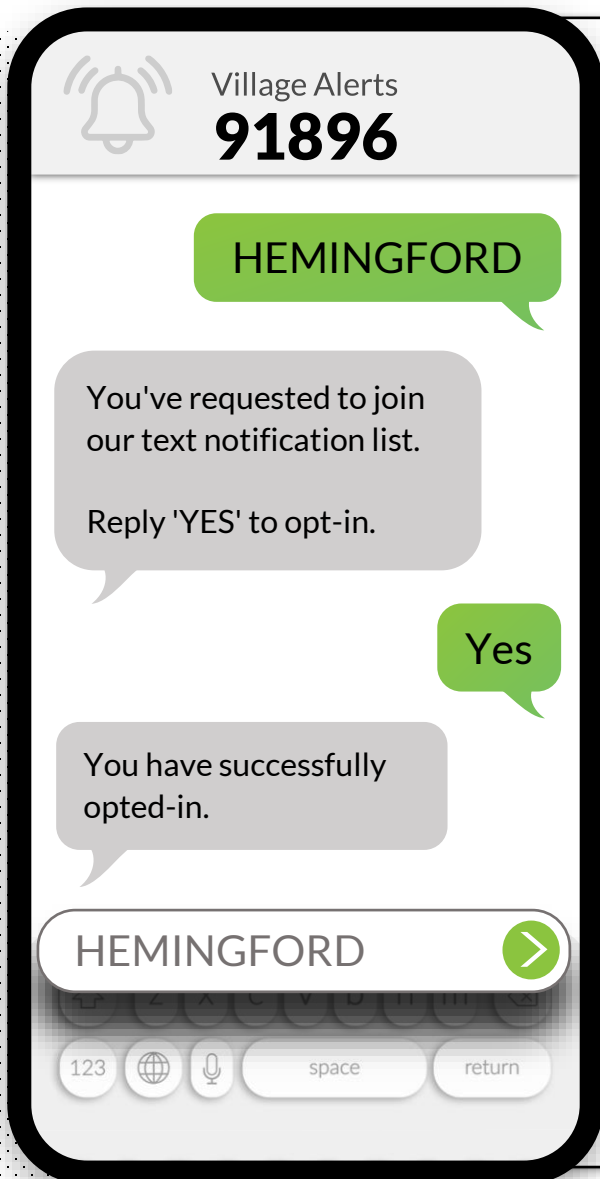 Village Alerts
91896
HEMINGFORD
You've requested to join
our text notification list.
Reply 'YES' to opt-in.
Yes
You have successfully
opted-in.
HEMINGFORD
Z X C V B n m
123 space return